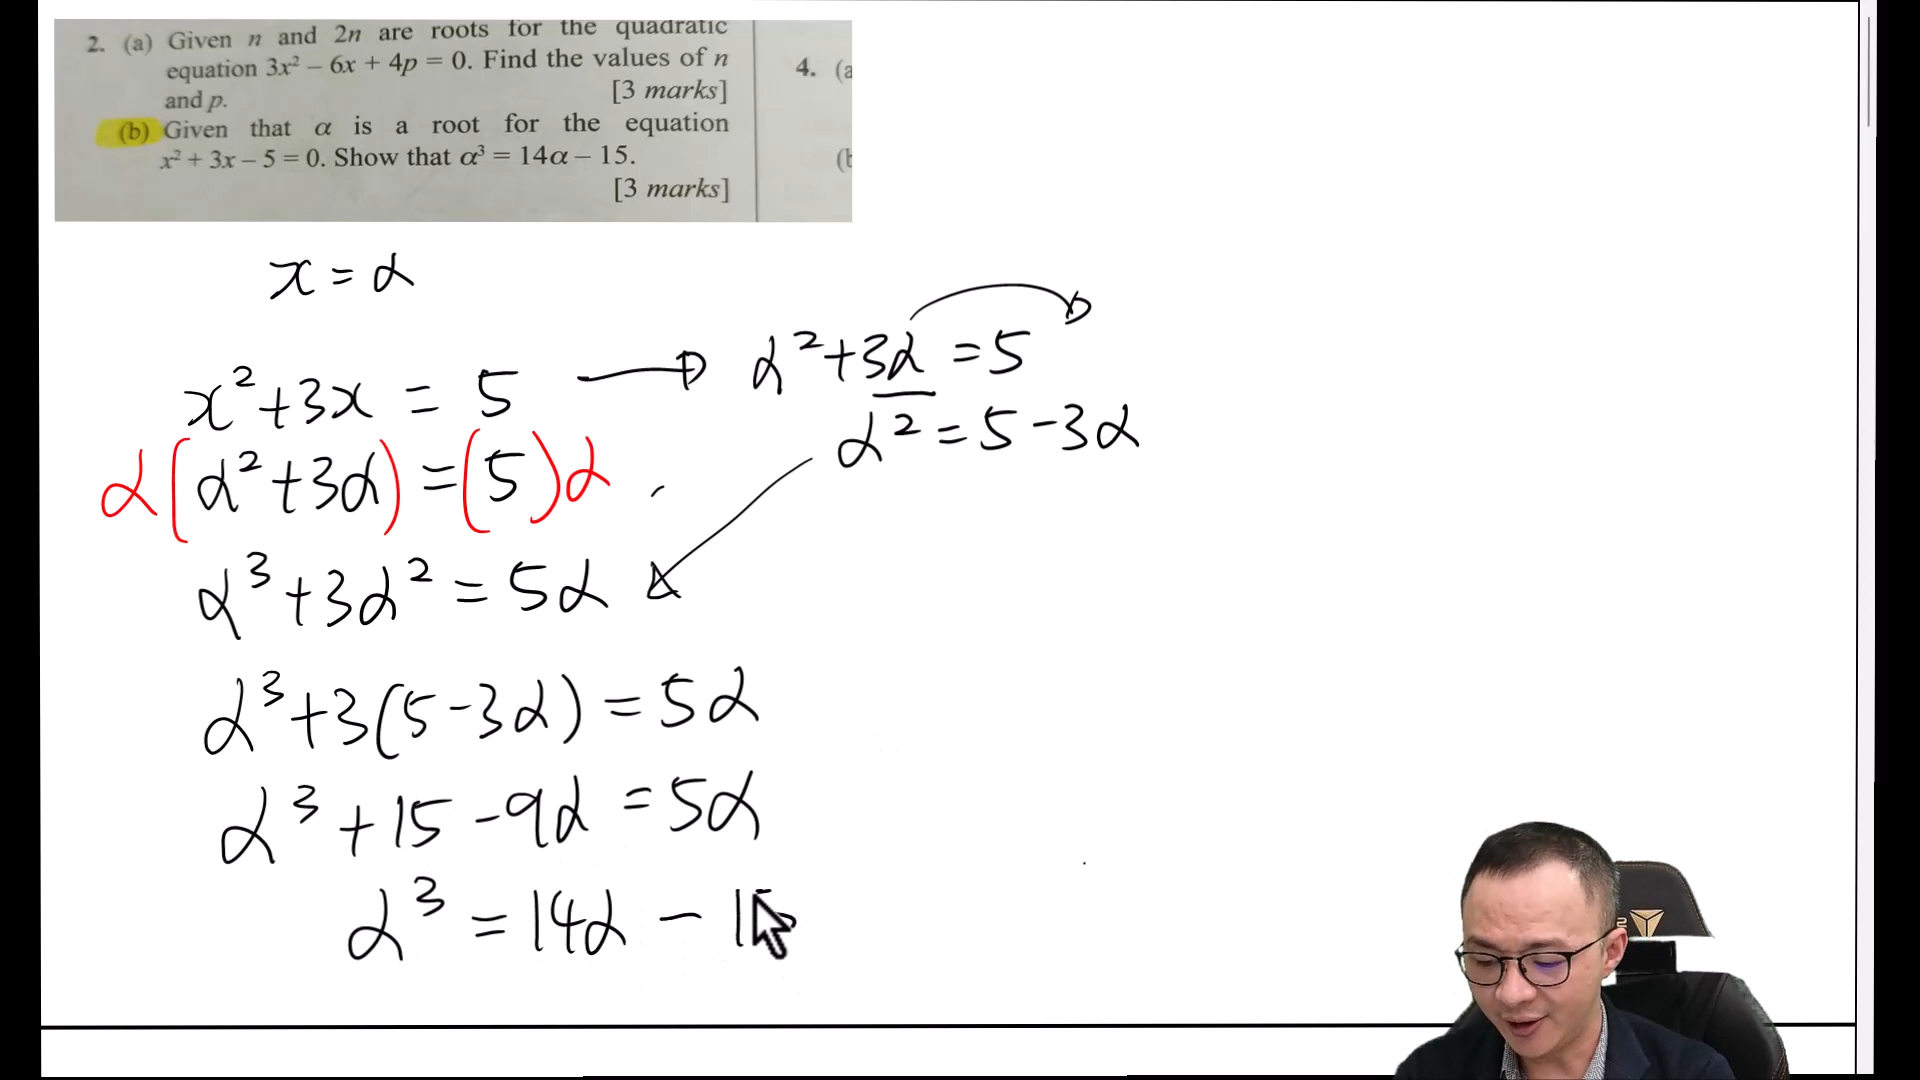 2. (a) Given n and 2n are roots for the quadratic
equation 3x² – 6x + 4p = 0. Find the values of n
and p.
[3 marks]
(b) Given that α is a root for the equation
x² + 3x – 5 = 0. Show that α³ = 14α – 15.
[3 marks]
4. (a
(b
x = α
x² + 3x = 5
α² + 3α = 5
α² = 5 - 3α
α(α² + 3α) = (5)α
α³ + 3α² = 5α
α³ + 3(5 - 3α) = 5α
α³ + 15 - 9α = 5α
α³ = 14α - 15